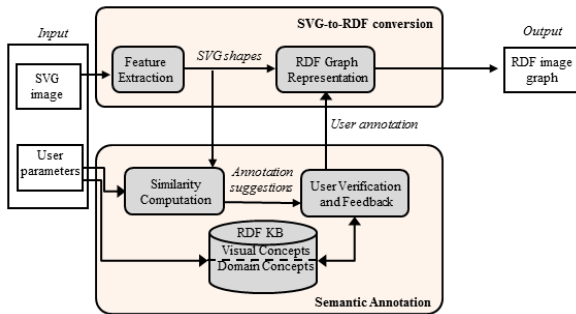 Input
SVG-to-RDF conversion
Output
SVG
image
Feature
Extraction
SVG shapes
RDF Graph
Representation
RDF image
graph
User annotation
User
parameters
Similarity
Computation
Annotation
suggestions
User Verification
and Feedback
RDF KB
Visual Concepts
Domain Concepts
Semantic Annotation